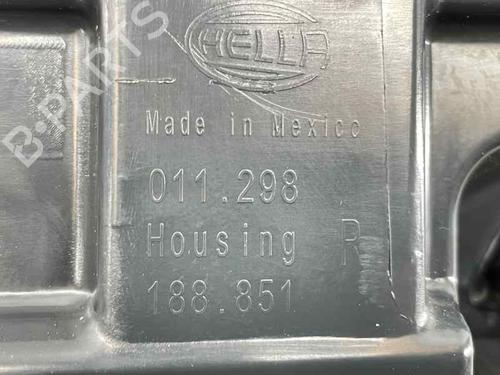 HELLA
Made in Mexico
011.298
Housing R
188.851
B-PARTS